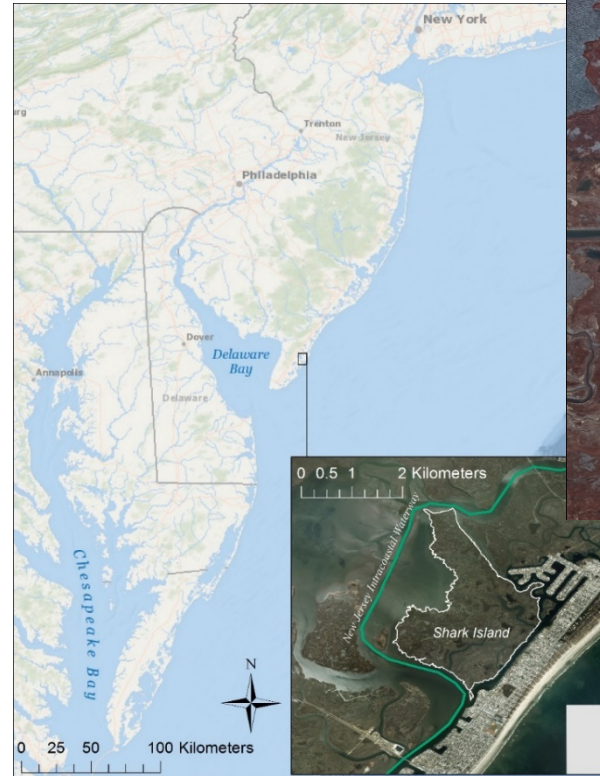 New York
urg
Trenton
New Jersey
Philadelphia
Dover
Delaware
Bay
Annapolis
Delaware
Chesapeake Bay
N
0 25 50 100 Kilometers
0 0.5 1 2 Kilometers
New Jersey Intracoastal Waterway
Shark Island